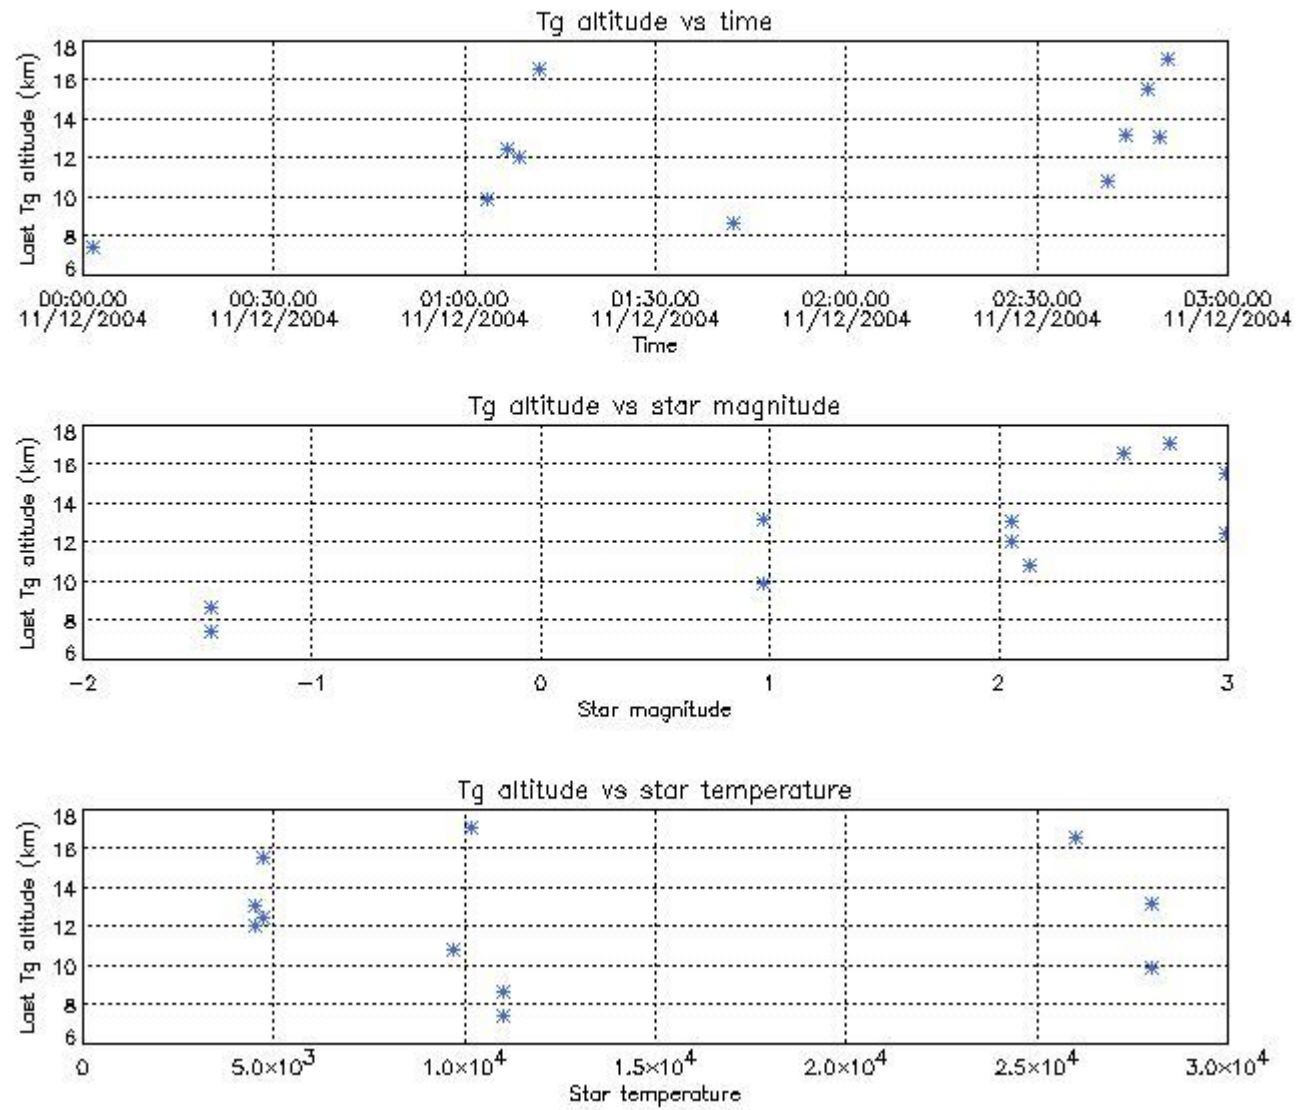 Tg altitude vs time
Last Tg altitude (km)
18
16
14
12
10
8
6
00:00.00 00:30.00 01:00.00 01:30.00 02:00.00 02:30.00 03:00.00
11/12/2004 11/12/2004 11/12/2004 11/12/2004 11/12/2004 11/12/2004 11/12/2004
Time
Tg altitude vs star magnitude
Last Tg altitude (km)
18
16
14
12
10
8
6
-2 -1 0 1 2 3
Star magnitude
Tg altitude vs star temperature
Last Tg altitude (km)
18
16
14
12
10
8
6
0 5.0×10³ 1.0×10⁴ 1.5×10⁴ 2.0×10⁴ 2.5×10⁴ 3.0×10⁴
Star temperature